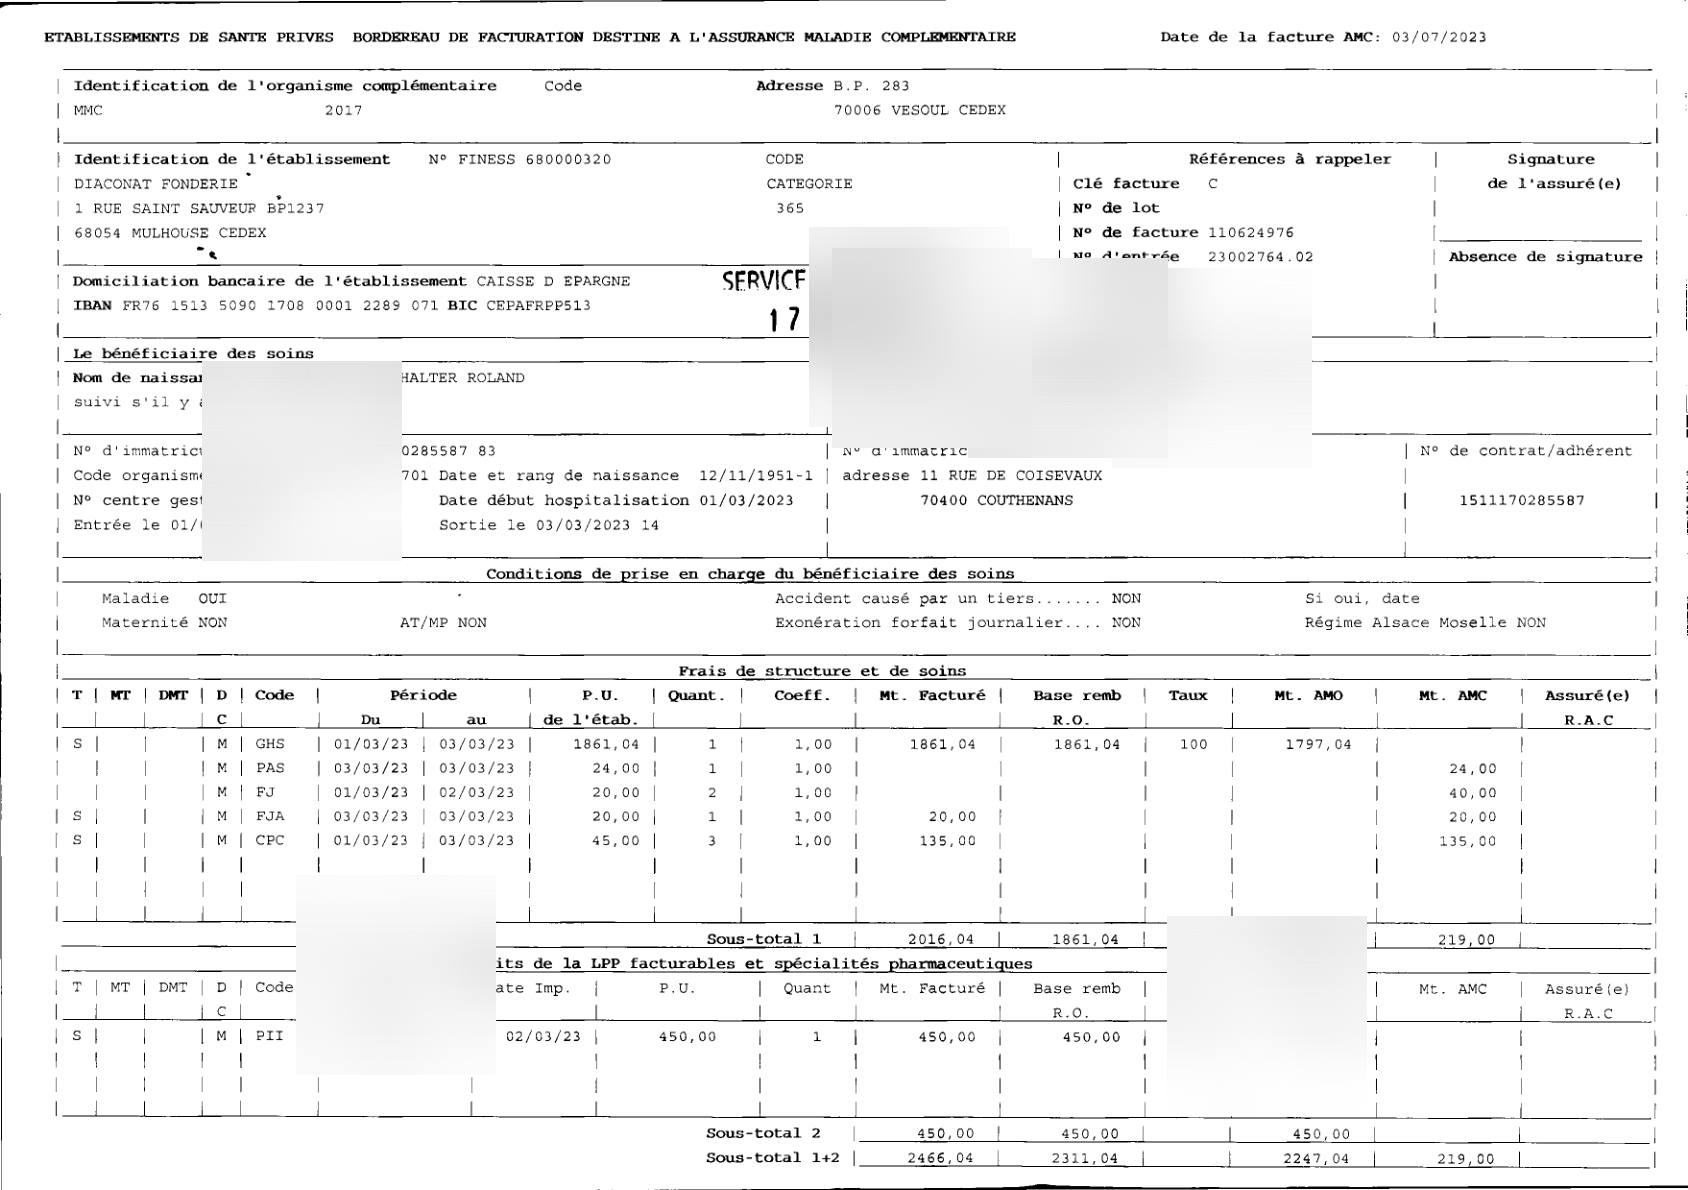 ETABLISSEMENTS DE SANTE PRIVES BORDEREAU DE FACTURATION DESTINE A L'ASSURANCE MALADIE COMPLEMENTAIRE Date de la facture AMC: 03/07/2023
Identification de l'organisme complémentaire Code Adresse B.P. 283
MMC 2017 70006 VESOUL CEDEX
Identification de l'établissement N° FINESS 680000320 CODE Références à rappeler Signature
DIACONAT FONDERIE CATEGORIE Clé facture C de l'assuré(e)
1 RUE SAINT SAUVEUR BP1237 365 N° de lot
68054 MULHOUSE CEDEX N° de facture 110624976
N° d'entrée 23002764.02 Absence de signature
Domiciliation bancaire de l'établissement CAISSE D EPARGNE SERVICE
IBAN FR76 1513 5090 1708 0001 2289 071 BIC CEPAFRPP513 17
Le bénéficiaire des soins
Nom de HALTER ROLAND
suivi s'il y
N° 0285587 83 N° d'immatric N° de contrat/adhérent
Code 701 Date et rang de naissance 12/11/1951-1 adresse 11 RUE DE COISEVAUX
N° centre Date début hospitalisation 01/03/2023 70400 COUTHENANS 1511170285587
Entrée le 01/ Sortie le 03/03/2023 14
Conditions de prise en charge du bénéficiaire des soins
Maladie OUI Accident causé par un tiers....... NON Si oui, date
Maternité NON AT/MP NON Exonération forfait journalier.... NON Régime Alsace Moselle NON
Frais de structure et de soins
T MT DMT D Code Période P.U. Quant. Coeff. Mt. Facturé Base remb Taux Mt. AMO Mt. AMC Assuré(e)
C Du au de l'étab. R.O. R.A.C
S M GHS 01/03/23 03/03/23 1861,04 1 1,00 1861,04 1861,04 100 1797,04
M PAS 03/03/23 03/03/23 24,00 1 1,00 24,00
M FJ 01/03/23 02/03/23 20,00 2 1,00 40,00
S M FJA 03/03/23 03/03/23 20,00 1 1,00 20,00 20,00
S M CPC 01/03/23 03/03/23 45,00 3 1,00 135,00 135,00
Sous-total 1 2016,04 1861,04 219,00
its de la LPP facturables et spécialités pharmaceutiques
T MT DMT D Code ate Imp. P.U. Quant Mt. Facturé Base remb Mt. AMC Assuré(e)
C R.O. R.A.C
S M PII 02/03/23 450,00 1 450,00 450,00
Sous-total 2 450,00 450,00 450,00
Sous-total 1+2 2466,04 2311,04 2247,04 219,00